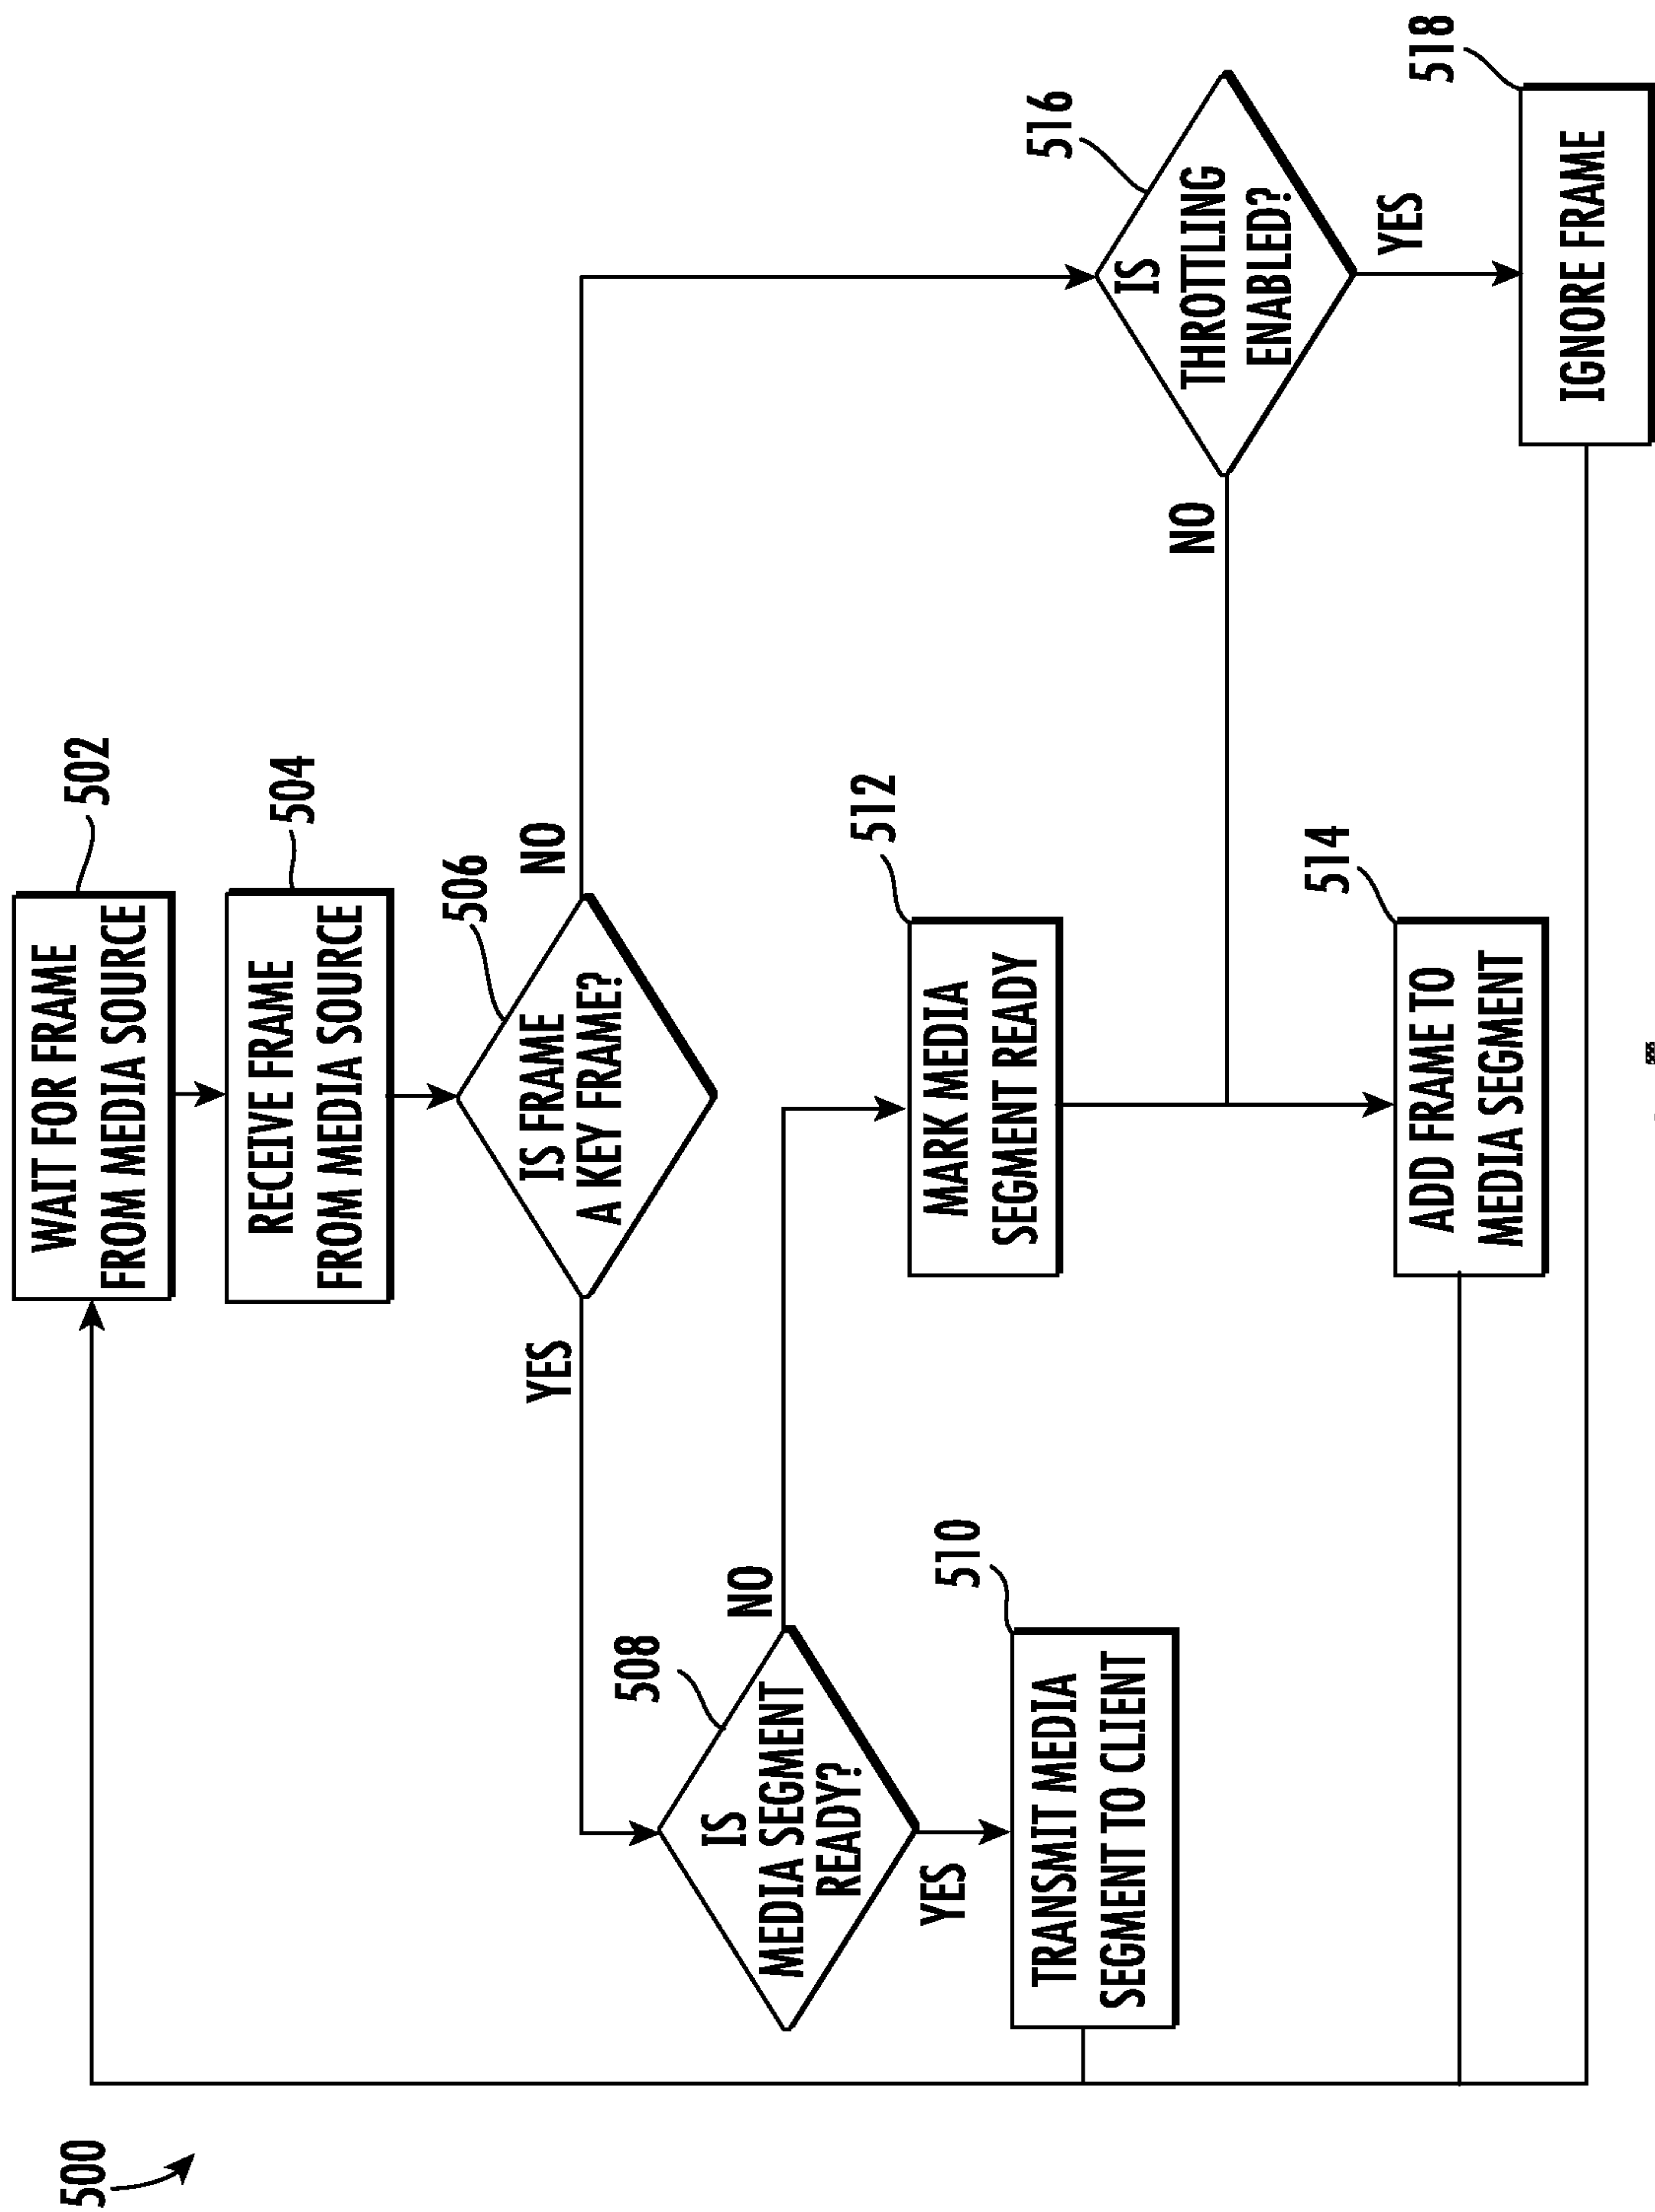 500
WAIT FOR FRAME
FROM MEDIA SOURCE
502
RECEIVE FRAME
FROM MEDIA SOURCE
504
IS FRAME
A KEY FRAME?
506
YES
NO
IS
MEDIA SEGMENT
READY?
508
NO
YES
TRANSMIT MEDIA
SEGMENT TO CLIENT
510
MARK MEDIA
SEGMENT READY
512
ADD FRAME TO
MEDIA SEGMENT
514
IS
THROTTLING
ENABLED?
516
NO
YES
IGNORE FRAME
518